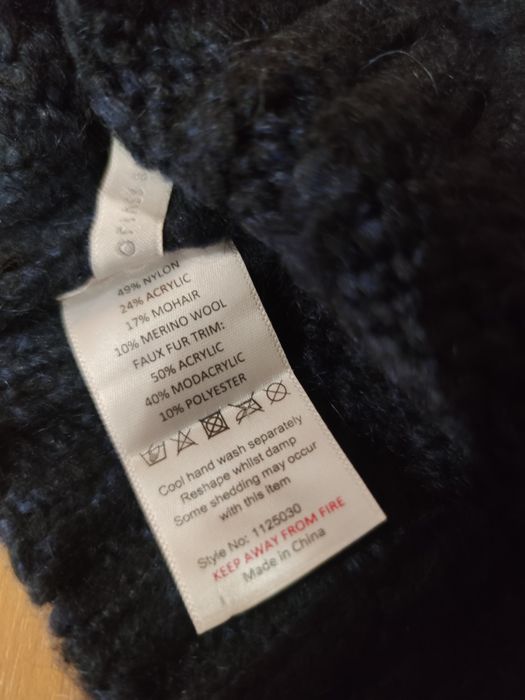 49% NYLON
24% ACRYLIC
17% MOHAIR
10% MERINO WOOL
FAUX FUR TRIM:
50% ACRYLIC
40% MODACRYLIC
10% POLYESTER
Cool hand wash separately
Reshape whilst damp
Some shedding may occur
with this item
Style No: 1125030
KEEP AWAY FROM FIRE
Made in China